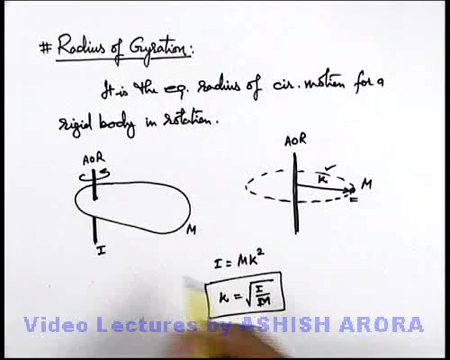 # Radius of Gyration:
It is the eq. radius of cir. motion for a
rigid body in rotation.
AOR
M
I
AOR
K
M
I = MK²
K = √(I/M)
Video Lectures by ASHISH ARORA